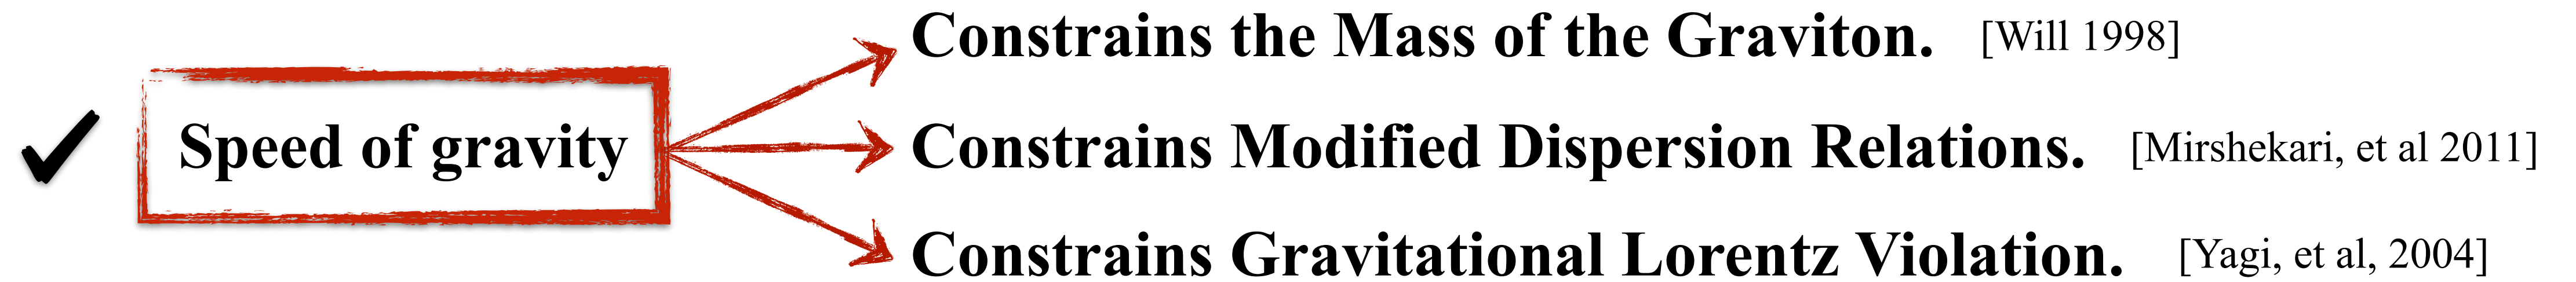 Constrains the Mass of the Graviton. [Will 1998]
Speed of gravity
Constrains Modified Dispersion Relations. [Mirshekari, et al 2011]
Constrains Gravitational Lorentz Violation. [Yagi, et al, 2004]